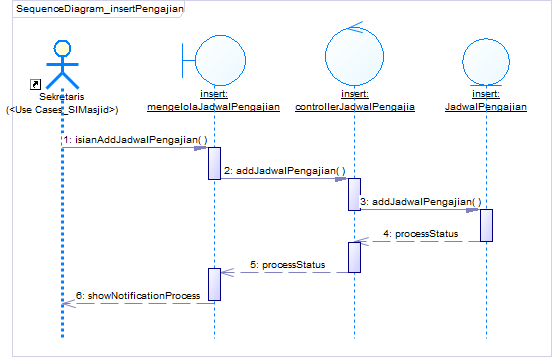 SequenceDiagram_insertPengajian
Sekretaris
(<Use Cases_SIMasjid>)
insert:
mengelolaJadwalPengajian
insert:
controllerJadwalPengajia
insert:
JadwalPengajian
1: isianAddJadwalPengajian( )
2: addJadwalPengajian( )
3: addJadwalPengajian( )
4: processStatus
5: processStatus
6: showNotificationProcess